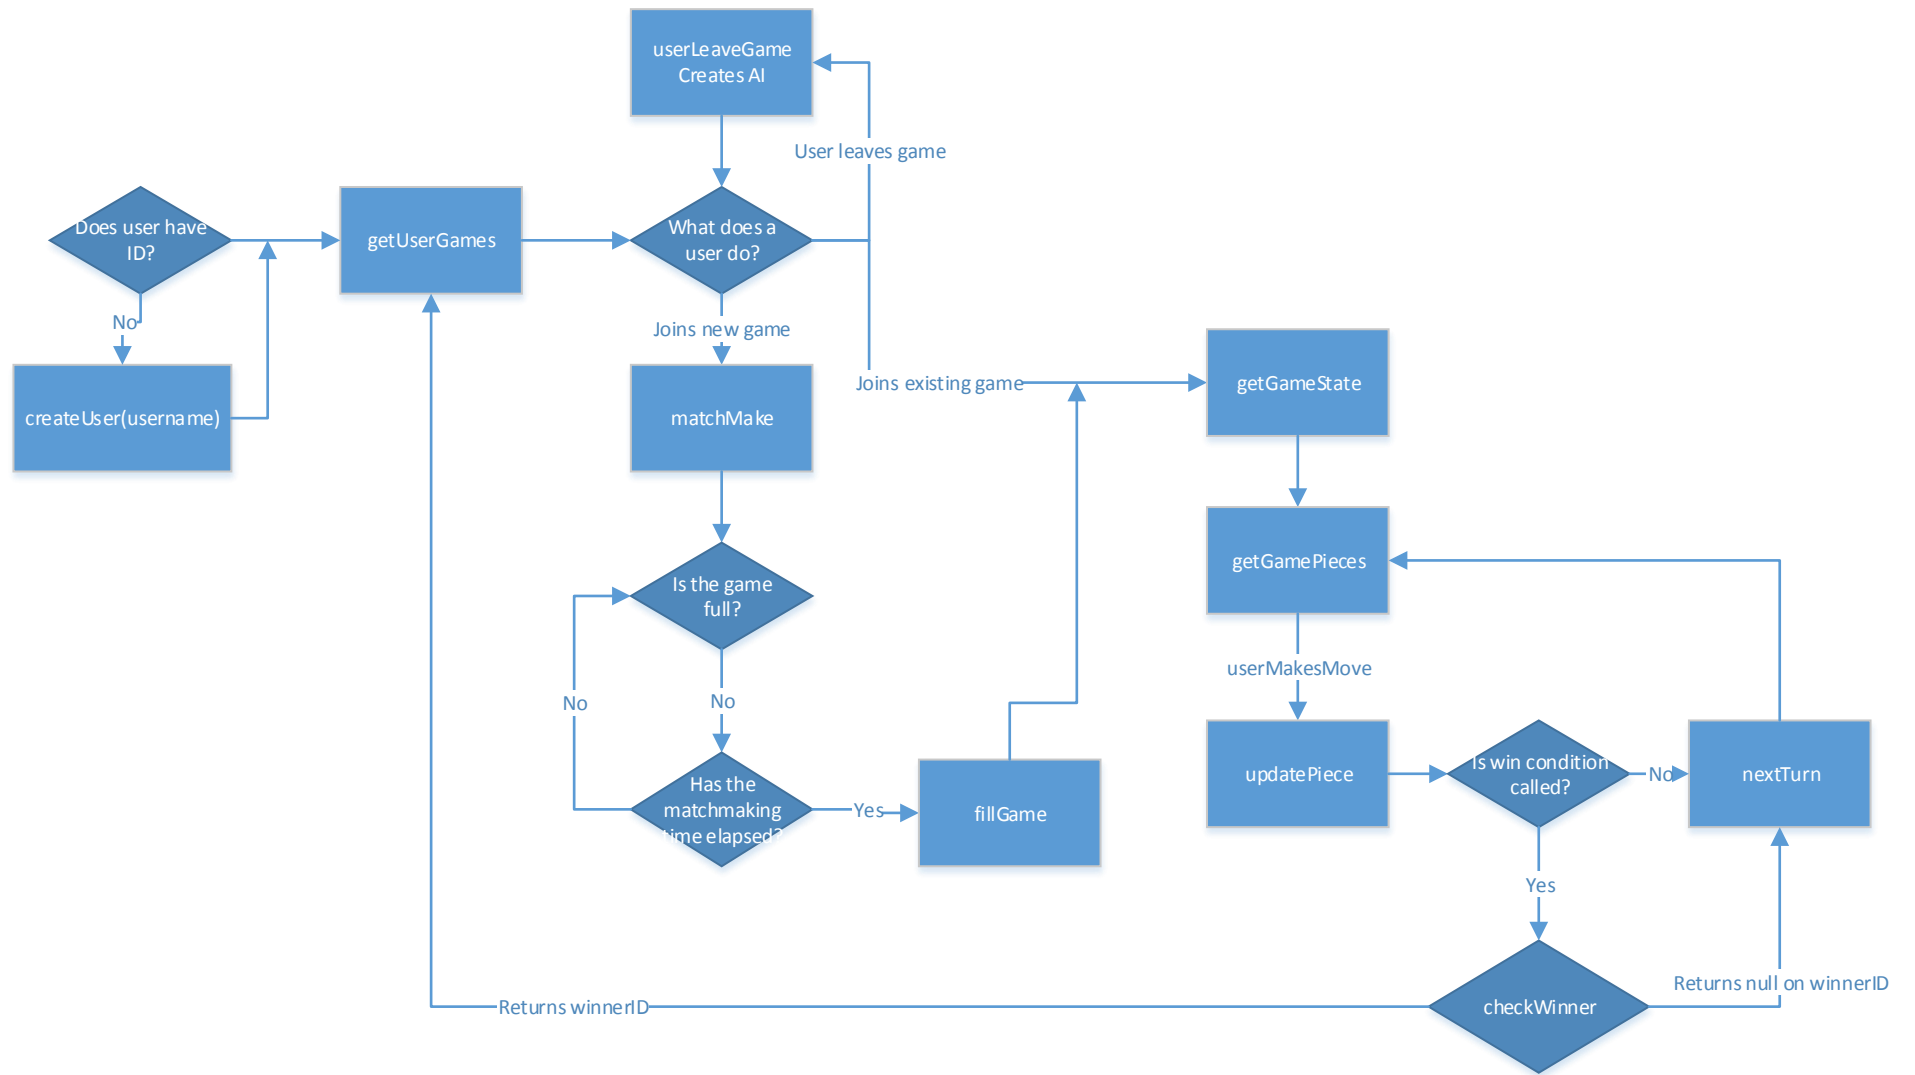 userLeaveGame
Creates AI
User leaves game
Does user have
ID?
getUserGames
What does a
user do?
No
Joins new game
createUser(username)
matchMake
Joins existing game
getGameState
getGamePieces
Is the game
full?
No
No
userMakesMove
Has the
matchmaking
time elapsed?
Yes
fillGame
updatePiece
Is win condition
called?
No
nextTurn
Yes
Returns null on winnerID
checkWinner
Returns winnerID